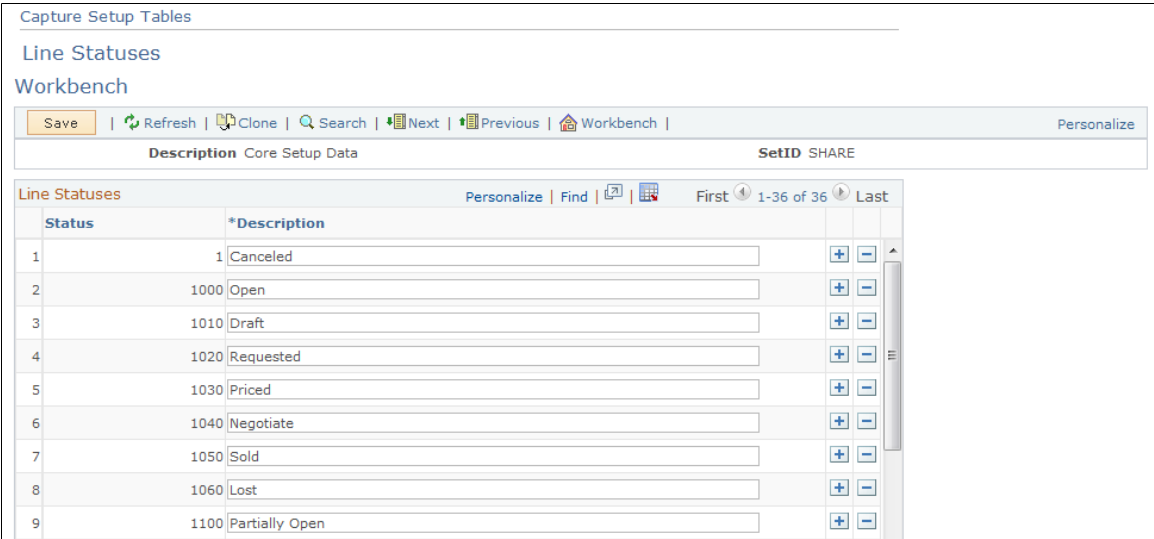 Capture Setup Tables
Line Statuses
Workbench
Save | Refresh | Clone | Search | Next | Previous | Workbench | Personalize
Description Core Setup Data SetID SHARE
Line Statuses Personalize | Find | | First 1-36 of 36 Last
Status *Description
1 1 Canceled
2 1000 Open
3 1010 Draft
4 1020 Requested
5 1030 Priced
6 1040 Negotiate
7 1050 Sold
8 1060 Lost
9 1100 Partially Open